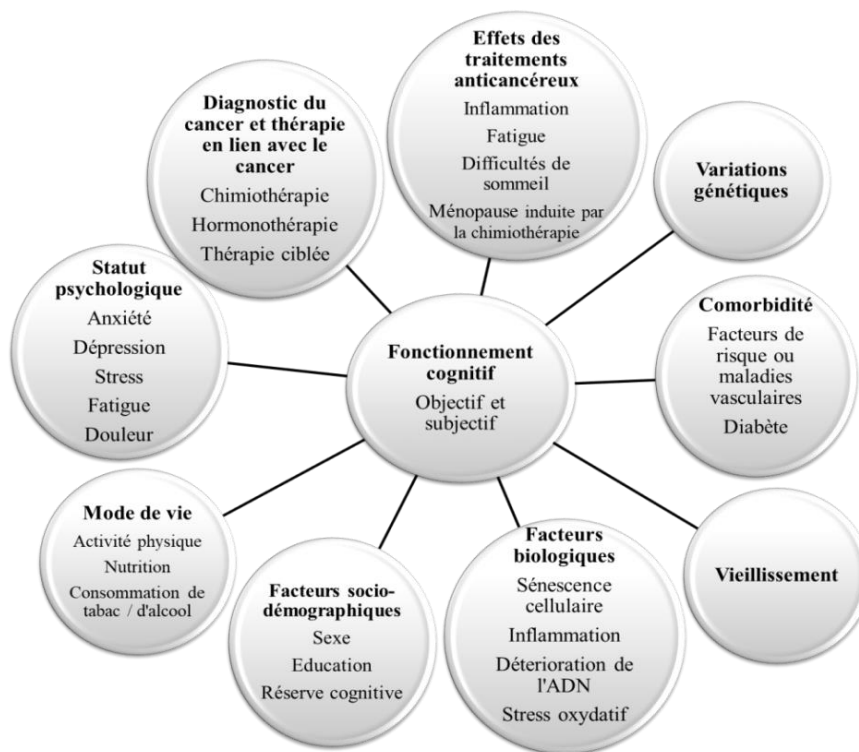 Effets des
traitements
anticancéreux
Inflammation
Fatigue
Difficultés de
sommeil
Ménopause induite par
la chimiothérapie
Diagnostic du
cancer et thérapie
en lien avec le
cancer
Chimiothérapie
Hormonothérapie
Thérapie ciblée
Variations
génétiques
Statut
psychologique
Anxiété
Dépression
Stress
Fatigue
Douleur
Fonctionnement
cognitif
Objectif et
subjectif
Comorbidité
Facteurs de
risque ou
maladies
vasculaires
Diabète
Mode de vie
Activité physique
Nutrition
Consommation de
tabac / d'alcool
Facteurs socio-
démographiques
Sexe
Education
Réserve cognitive
Facteurs
biologiques
Sénescence
cellulaire
Inflammation
Déterioration de
l'ADN
Stress oxydatif
Vieillissement